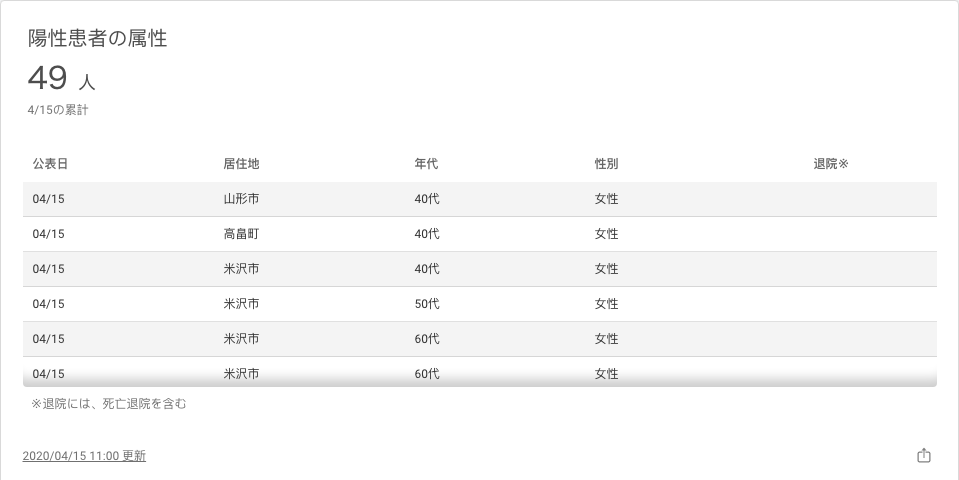 陽性患者の属性
49 人
4/15の累計
公表日 居住地 年代 性別 退院※
04/15 山形市 40代 女性
04/15 高畠町 40代 女性
04/15 米沢市 40代 女性
04/15 米沢市 50代 女性
04/15 米沢市 60代 女性
04/15 米沢市 60代 女性
※退院には、死亡退院を含む
2020/04/15 11:00 更新